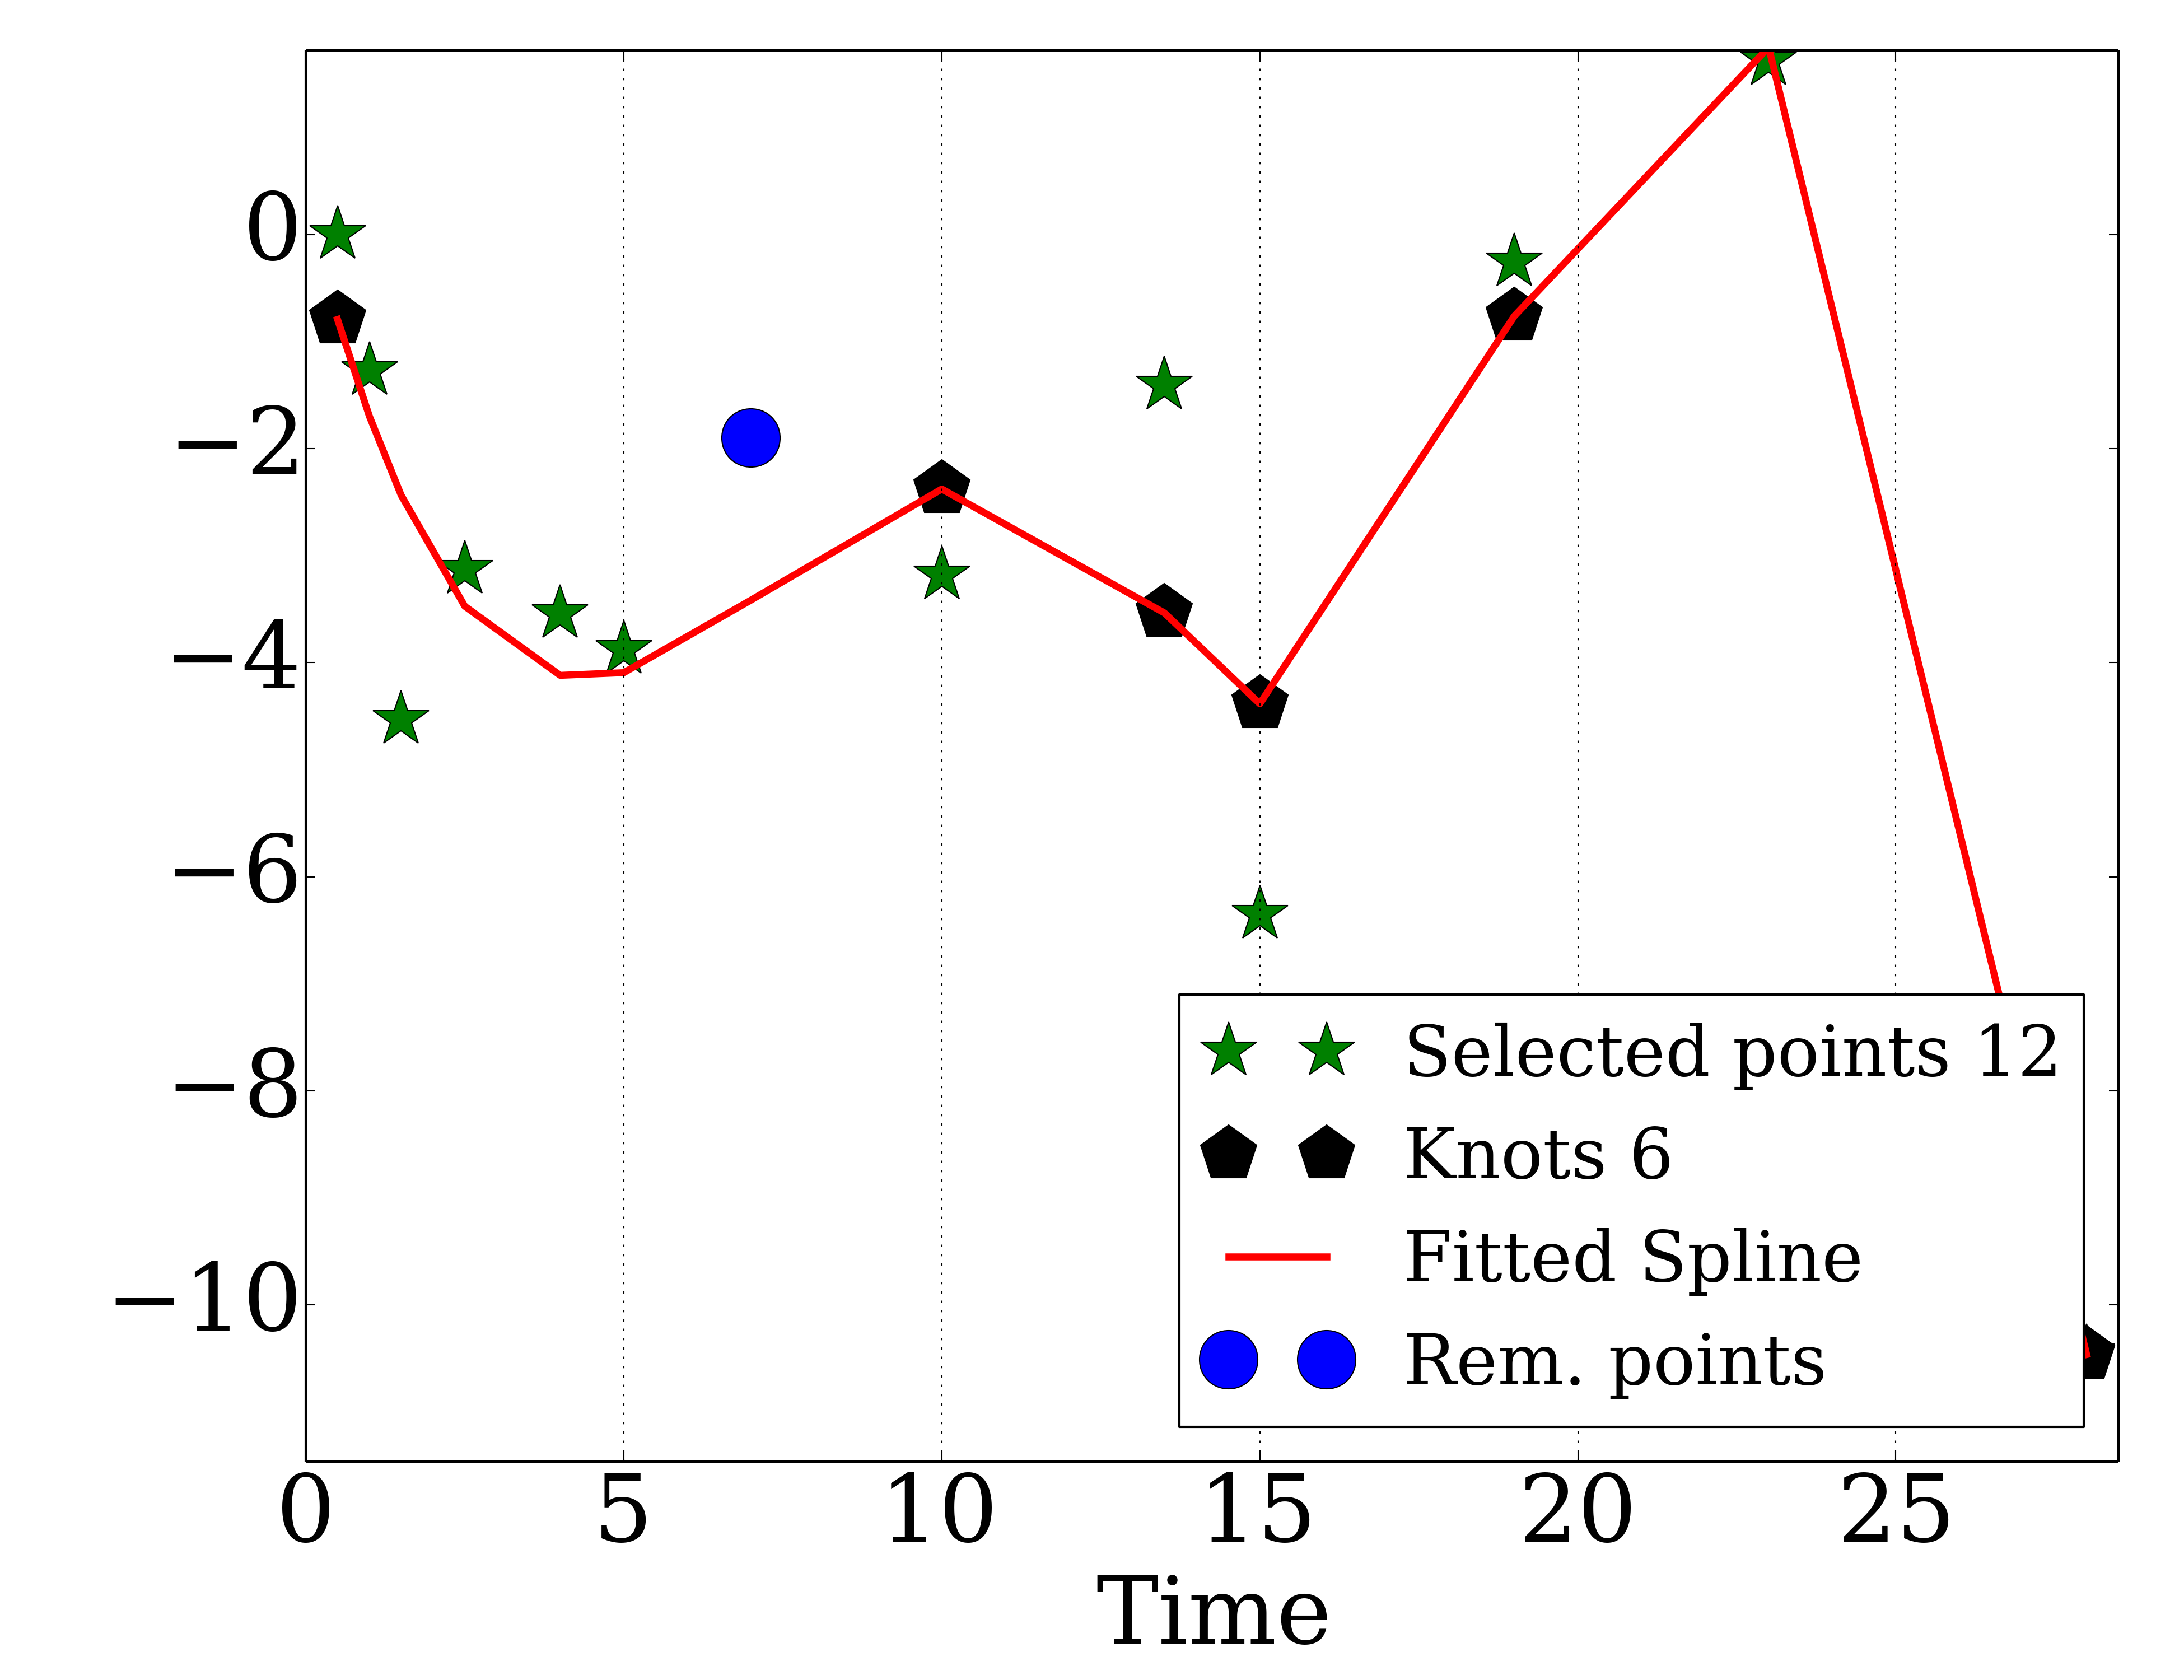 0
−2
−4
−6
−8
−10
Selected points 12
Knots 6
Fitted Spline
Rem. points
0 5 10 15 20 25
Time